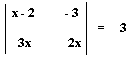 | x - 2 - 3 |
| 3x 2x | = 3